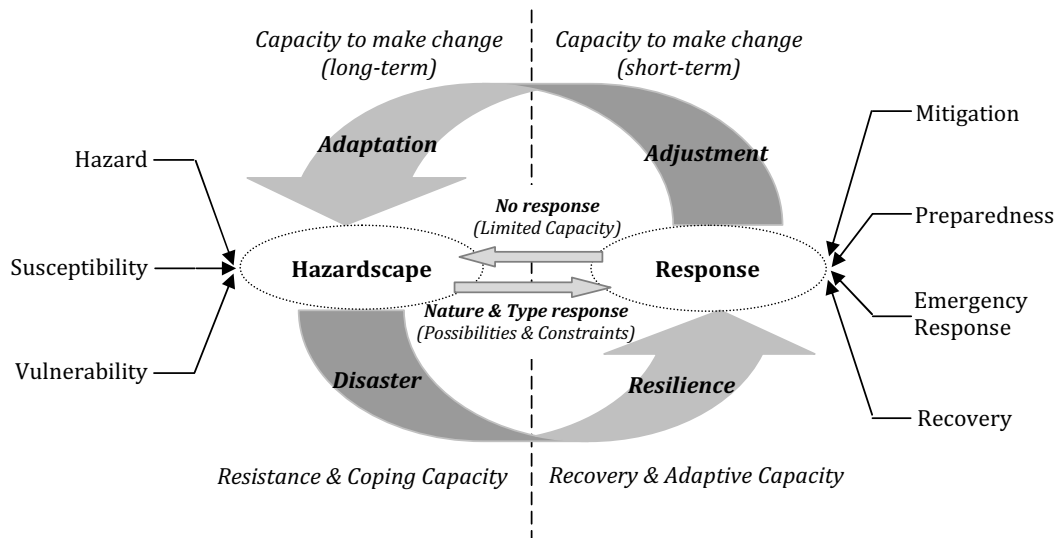 Capacity to make change
(long-term)
Capacity to make change
(short-term)
Adaptation
Adjustment
Hazard
Susceptibility
Vulnerability
Mitigation
Preparedness
Emergency
Response
Recovery
No response
(Limited Capacity)
Hazardscape
Response
Nature & Type response
(Possibilities & Constraints)
Disaster
Resilience
Resistance & Coping Capacity
Recovery & Adaptive Capacity